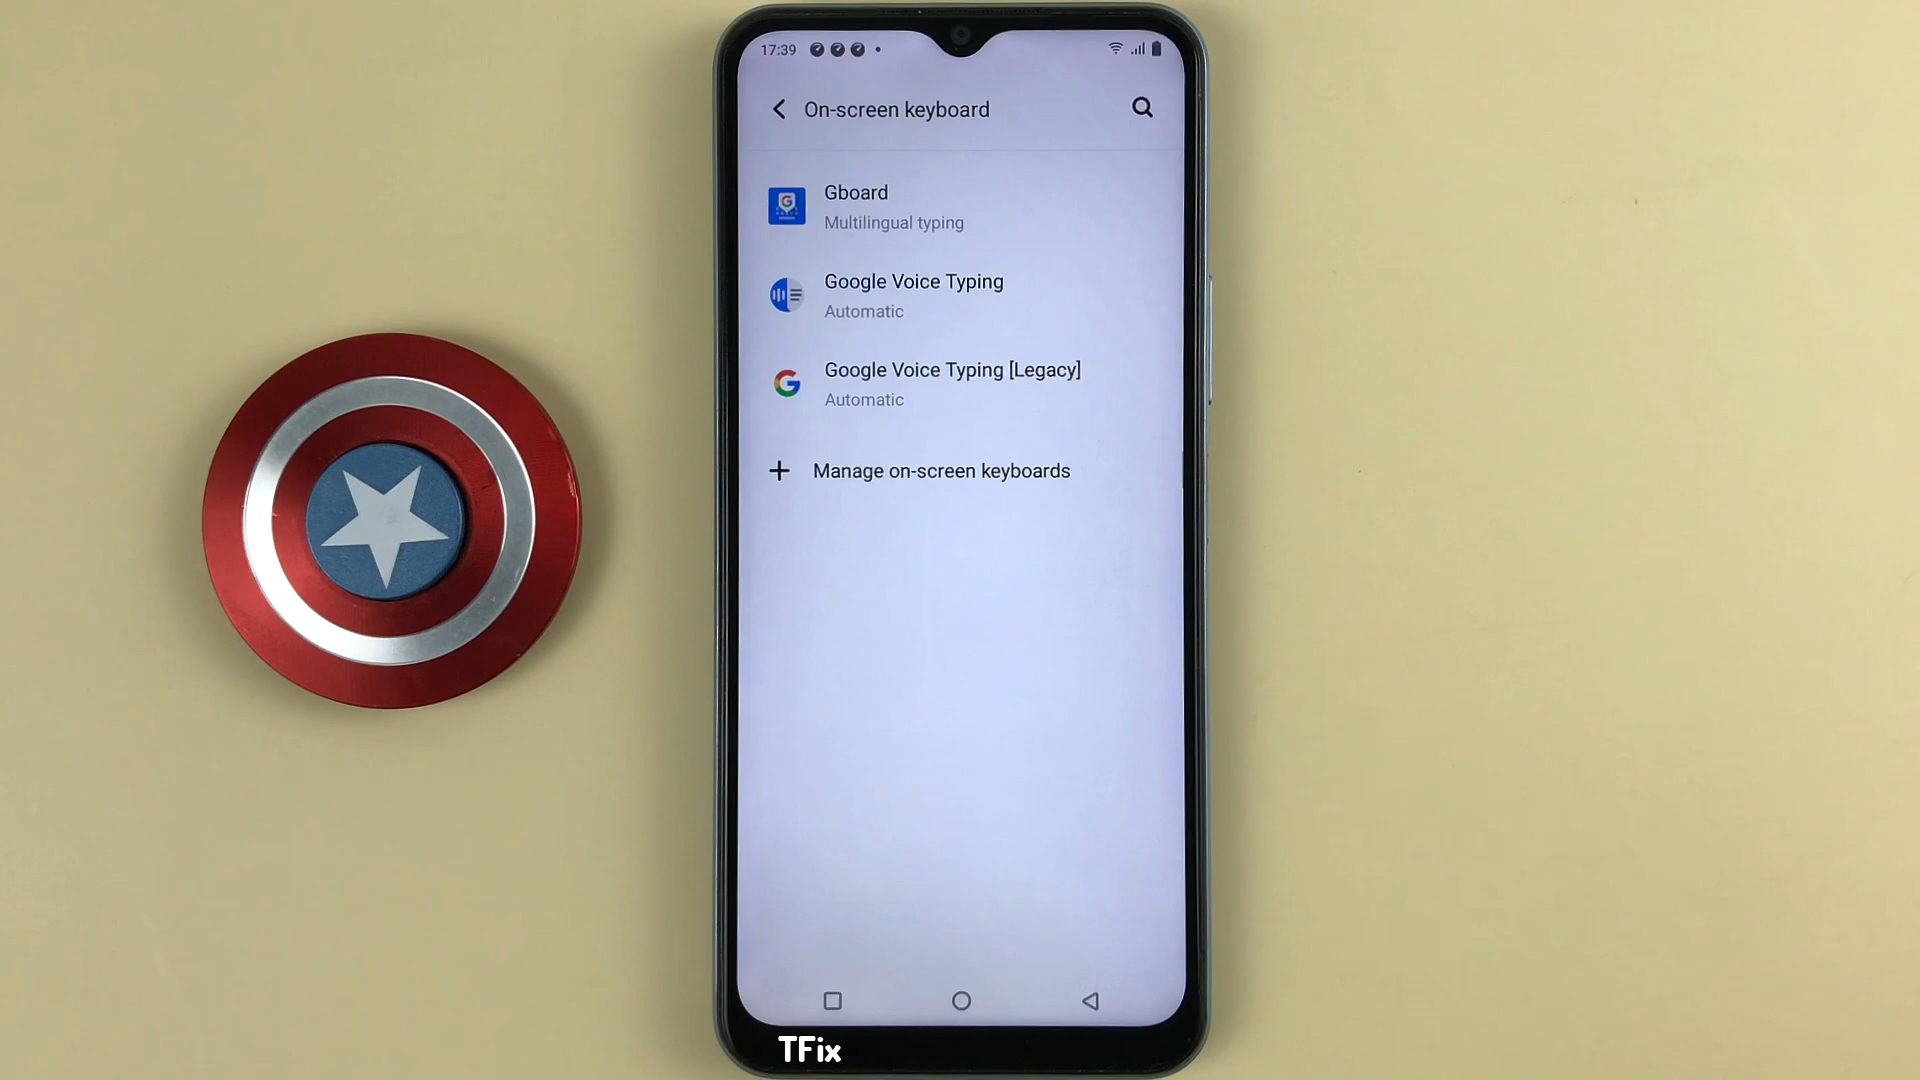 17:39
On-screen keyboard
Gboard
Multilingual typing
Google Voice Typing
Automatic
Google Voice Typing [Legacy]
Automatic
Manage on-screen keyboards
TFix